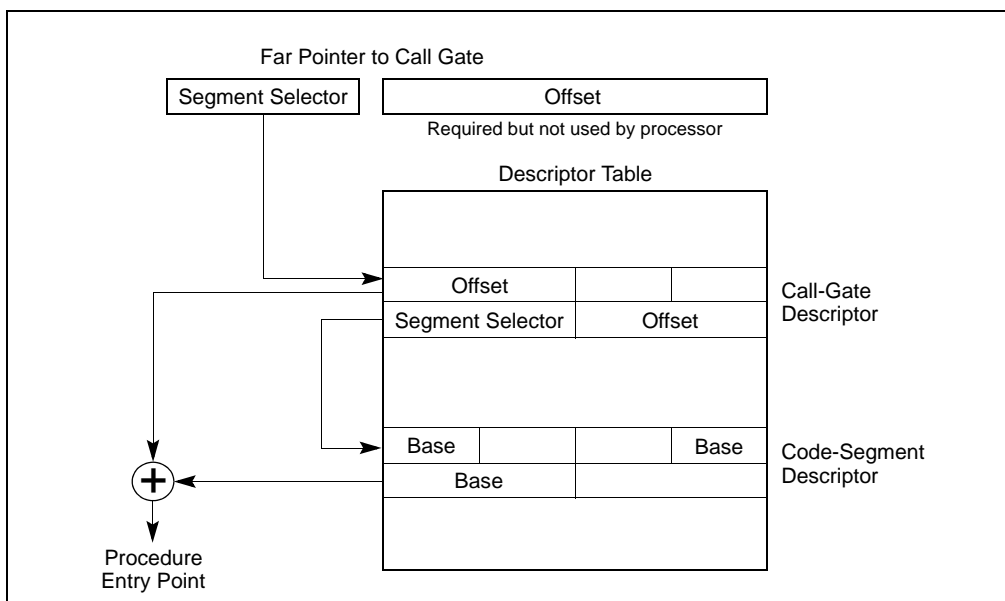 Far Pointer to Call Gate
Segment Selector
Offset
Required but not used by processor
Descriptor Table
Offset
Segment Selector
Offset
Call-Gate
Descriptor
Base
Base
Base
Code-Segment
Descriptor
+
Procedure
Entry Point